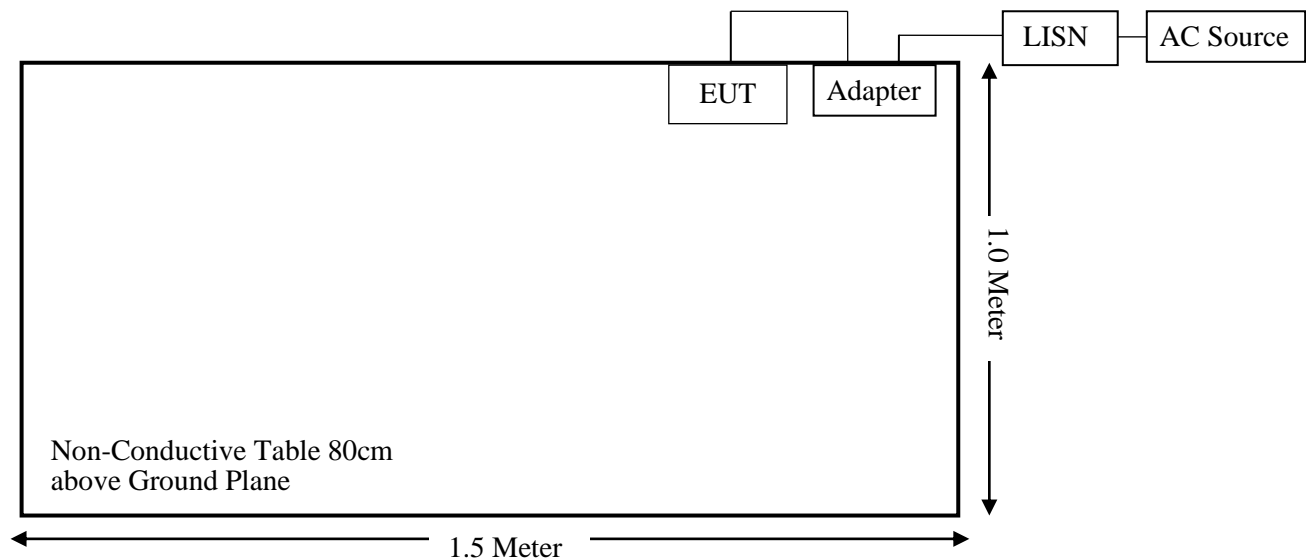 LISN
AC Source
EUT
Adapter
1.0 Meter
Non-Conductive Table 80cm
above Ground Plane
1.5 Meter